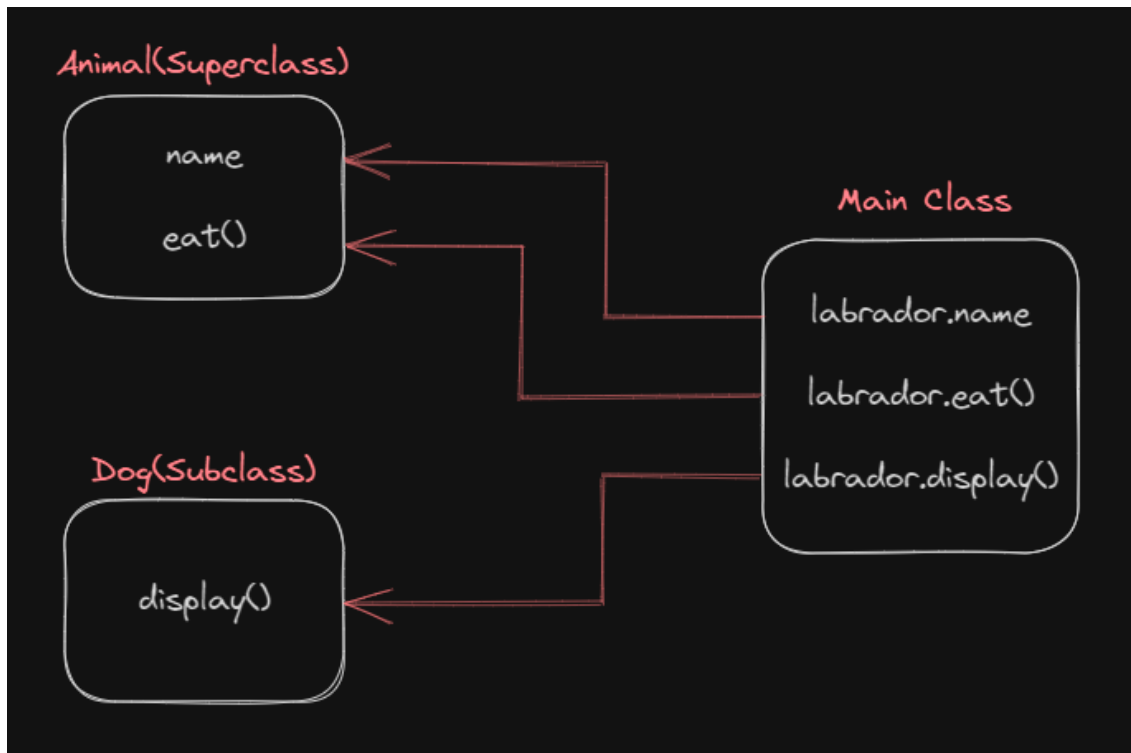 Animal(Superclass)
name
eat()
Main Class
labrador.name
labrador.eat()
labrador.display()
Dog(Subclass)
display()